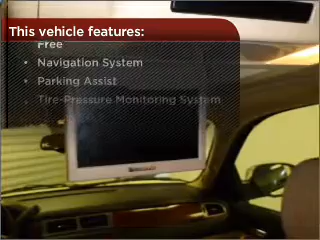 This vehicle features:
Free
• Navigation System
• Parking Assist
• Tire-Pressure Monitoring System